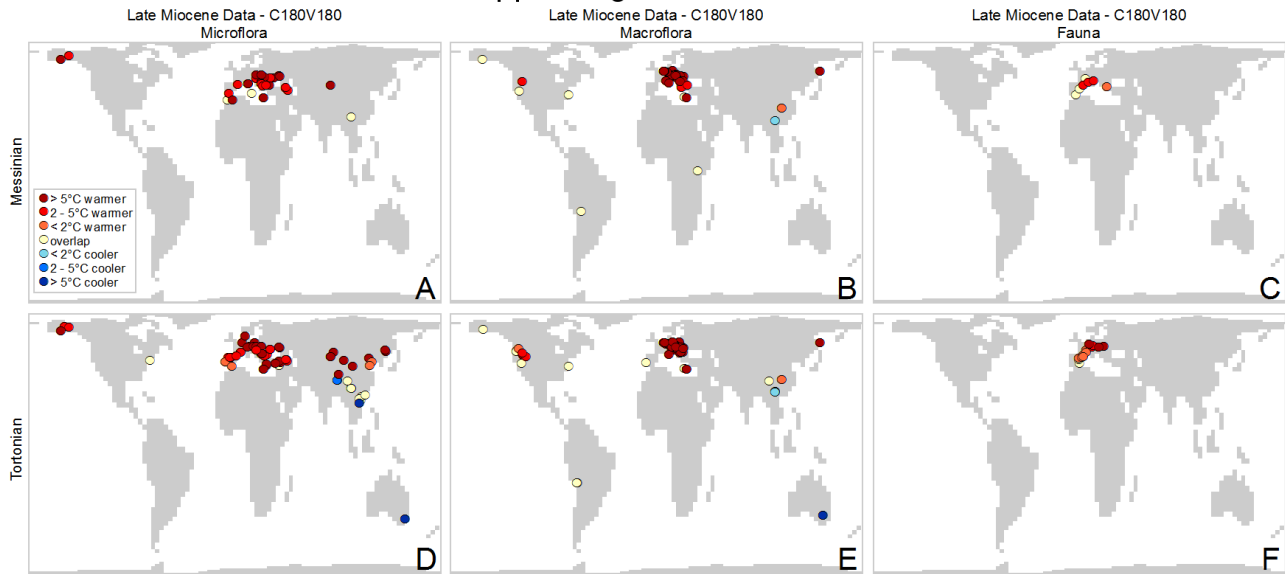 Late Miocene Data - C180V180
Microflora
Late Miocene Data - C180V180
Macroflora
Late Miocene Data - C180V180
Fauna
Messinian
> 5°C warmer
2 - 5°C warmer
< 2°C warmer
overlap
< 2°C cooler
2 - 5°C cooler
> 5°C cooler
A
B
C
Tortonian
D
E
F